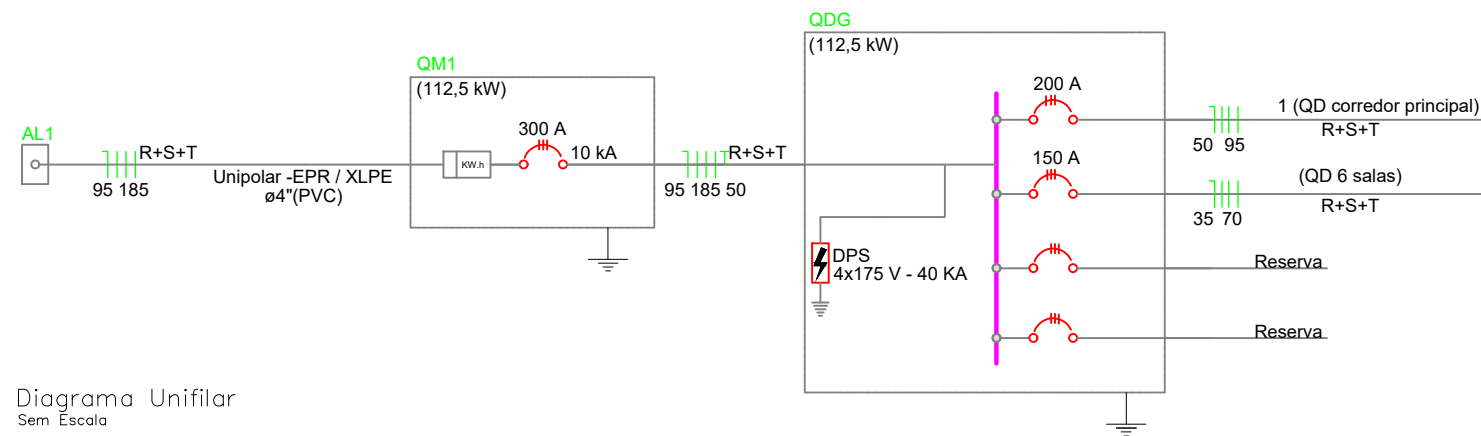 AL1
R+S+T
95 185
Unipolar -EPR / XLPE
ø4"(PVC)
QM1
(112,5 kW)
KW.h
300 A
10 kA
R+S+T
95 185 50
QDG
(112,5 kW)
DPS
4x175 V - 40 KA
200 A
50 95
1 (QD corredor principal)
R+S+T
150 A
35 70
(QD 6 salas)
R+S+T
Reserva
Reserva
Diagrama Unifilar
Sem Escala